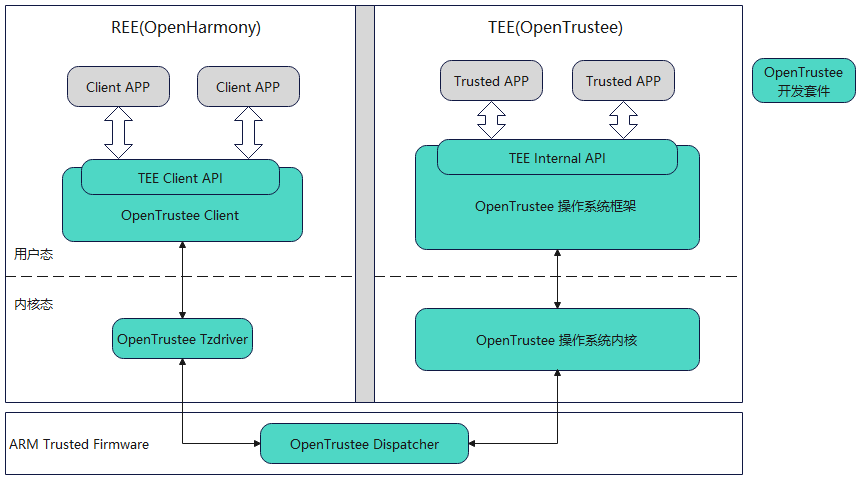 REE(OpenHarmony)
TEE(OpenTrustee)
Client APP
Client APP
Trusted APP
Trusted APP
OpenTrustee
开发套件
TEE Client API
OpenTrustee Client
TEE Internal API
OpenTrustee 操作系统框架
用户态
内核态
OpenTrustee Tzdriver
OpenTrustee 操作系统内核
ARM Trusted Firmware
OpenTrustee Dispatcher